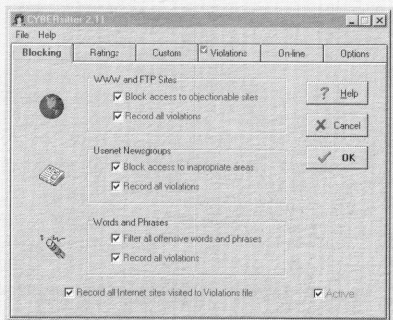 CYBERsitter 2.11
File Help
Blocking Ratings Custom Violations On-line Options
WWW and FTP Sites
Block access to objectionable sites
Record all violations
Help
Cancel
OK
Usenet Newsgroups
Block access to inapropriate areas
Record all violations
Words and Phrases
Filter all offensive words and phrases
Record all violations
Record all Internet sites visited to Violations file
Active